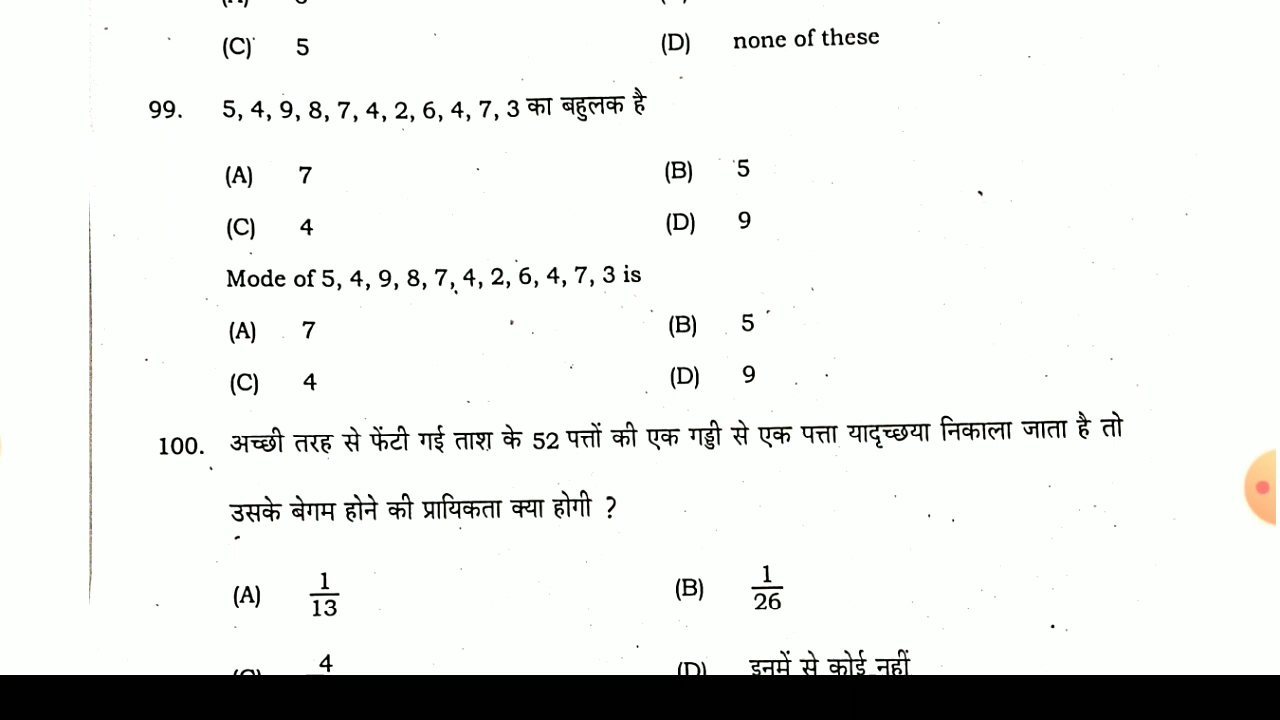 (C) 5 (D) none of these
99. 5, 4, 9, 8, 7, 4, 2, 6, 4, 7, 3 का बहुलक है
(A) 7 (B) 5
(C) 4 (D) 9
Mode of 5, 4, 9, 8, 7, 4, 2, 6, 4, 7, 3 is
(A) 7 (B) 5
(C) 4 (D) 9
100. अच्छी तरह से फेंटी गई ताश के 52 पत्तों की एक गड्डी से एक पत्ता यादृच्छया निकाला जाता है तो
उसके बेगम होने की प्रायिकता क्या होगी ?
(A) 1/13 (B) 1/26
4 (D) इनमें से कोई नहीं